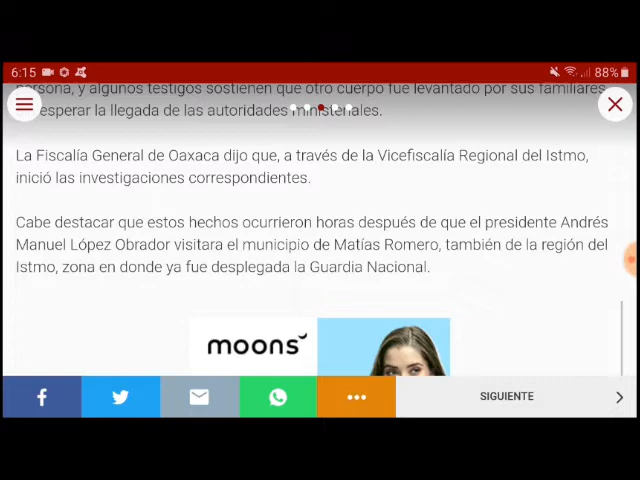 6:15 88%
persona, y algunos testigos sostienen que otro cuerpo fue levantado por sus familiares
esperar la llegada de las autoridades ministeriales.
La Fiscalía General de Oaxaca dijo que, a través de la Vicefiscalía Regional del Istmo,
inició las investigaciones correspondientes.
Cabe destacar que estos hechos ocurrieron horas después de que el presidente Andrés
Manuel López Obrador visitara el municipio de Matías Romero, también de la región del
Istmo, zona en donde ya fue desplegada la Guardia Nacional.
moons
SIGUIENTE